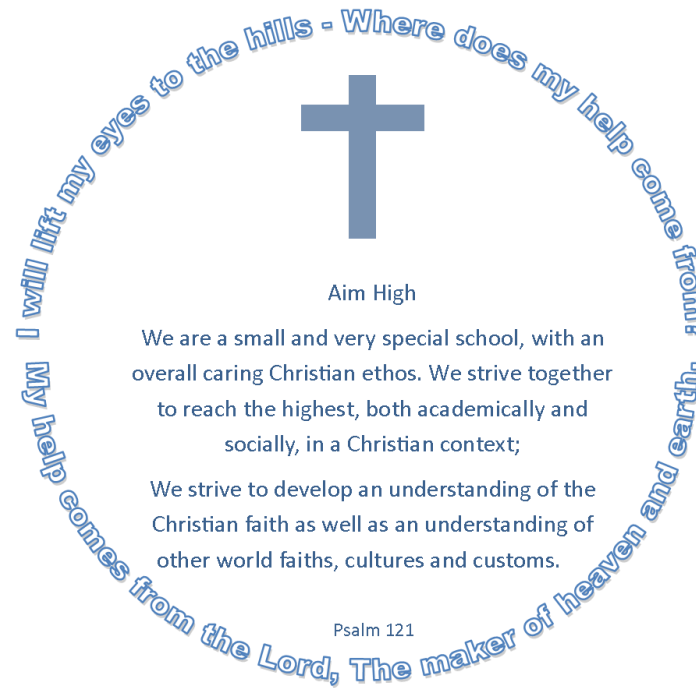 I will lift my eyes to the hills - Where does my help come from?
Aim High
We are a small and very special school, with an
overall caring Christian ethos. We strive together
to reach the highest, both academically and
socially, in a Christian context;
We strive to develop an understanding of the
Christian faith as well as an understanding of
other world faiths, cultures and customs.
Psalm 121
My help comes from the Lord, The maker of heaven and earth.